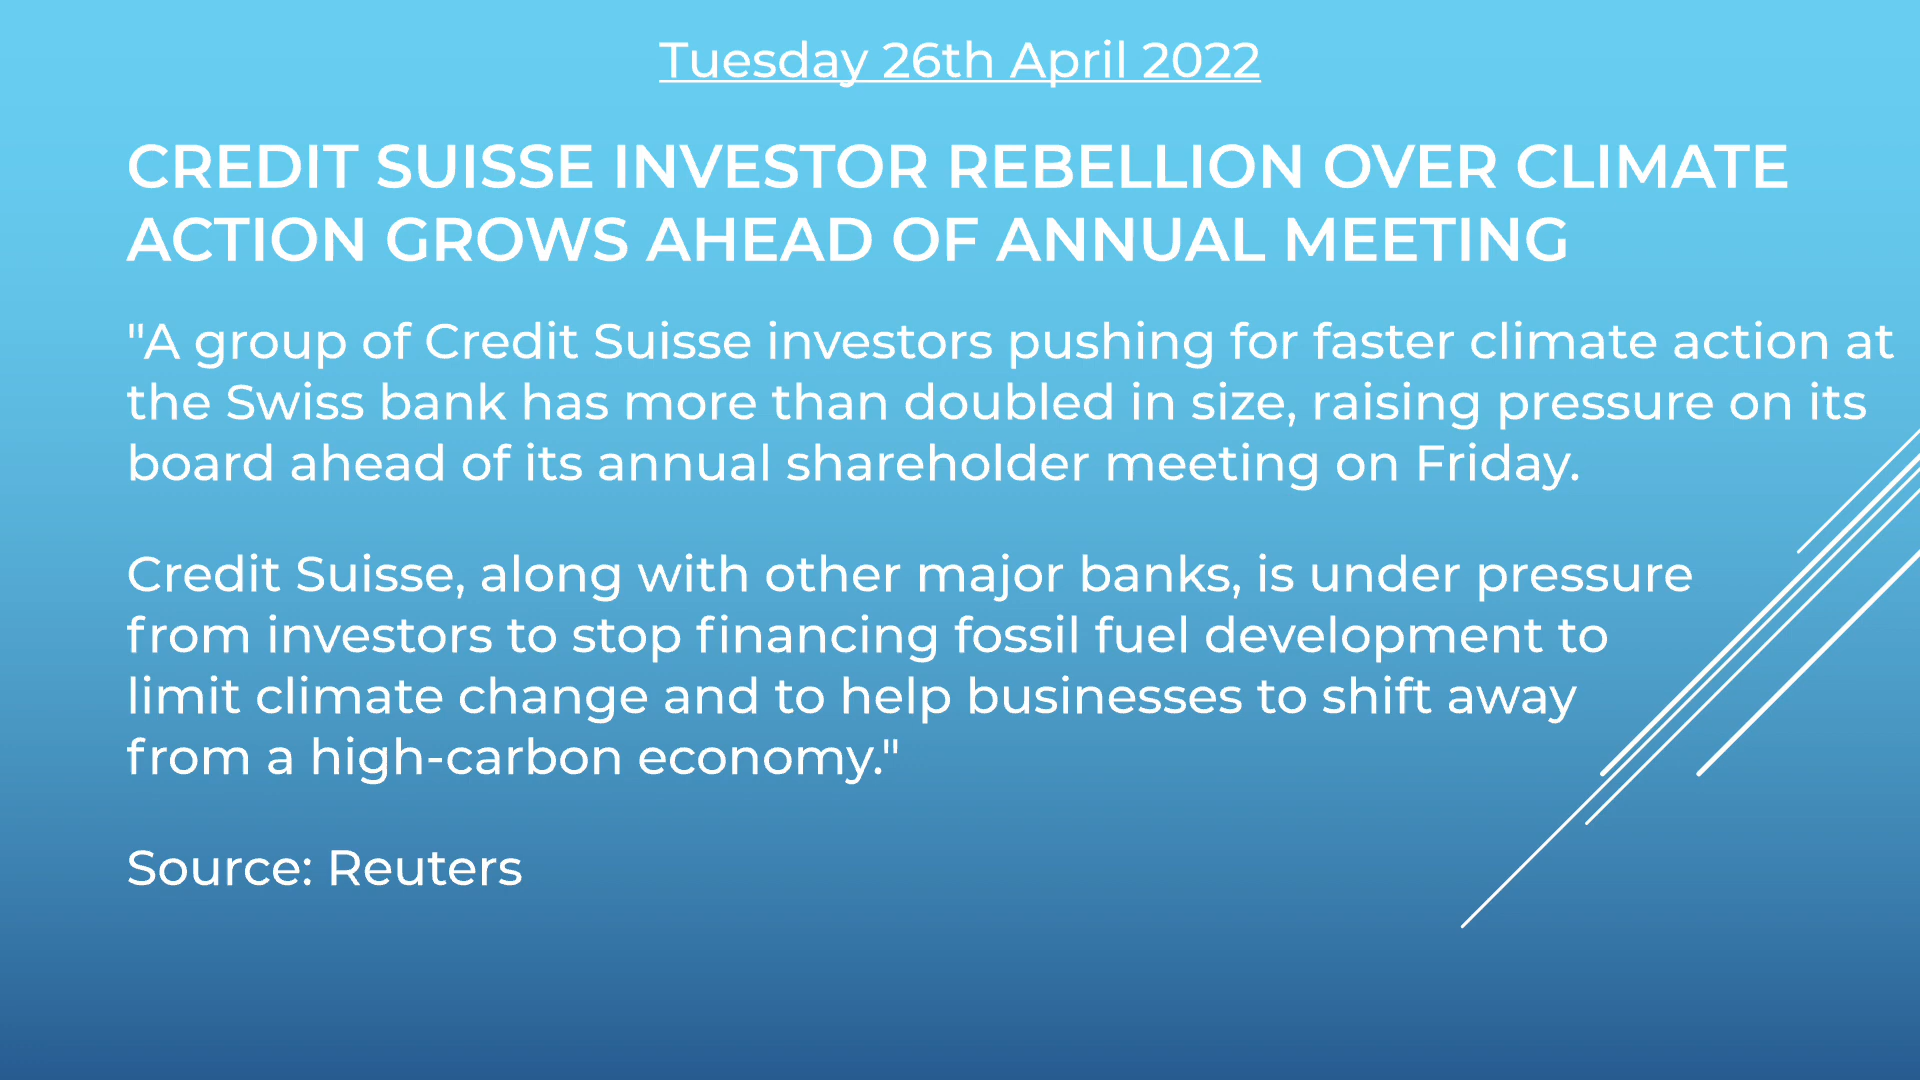 Tuesday 26th April 2022
CREDIT SUISSE INVESTOR REBELLION OVER CLIMATE
ACTION GROWS AHEAD OF ANNUAL MEETING
"A group of Credit Suisse investors pushing for faster climate action at
the Swiss bank has more than doubled in size, raising pressure on its
board ahead of its annual shareholder meeting on Friday.
Credit Suisse, along with other major banks, is under pressure
from investors to stop financing fossil fuel development to
limit climate change and to help businesses to shift away
from a high-carbon economy."
Source: Reuters